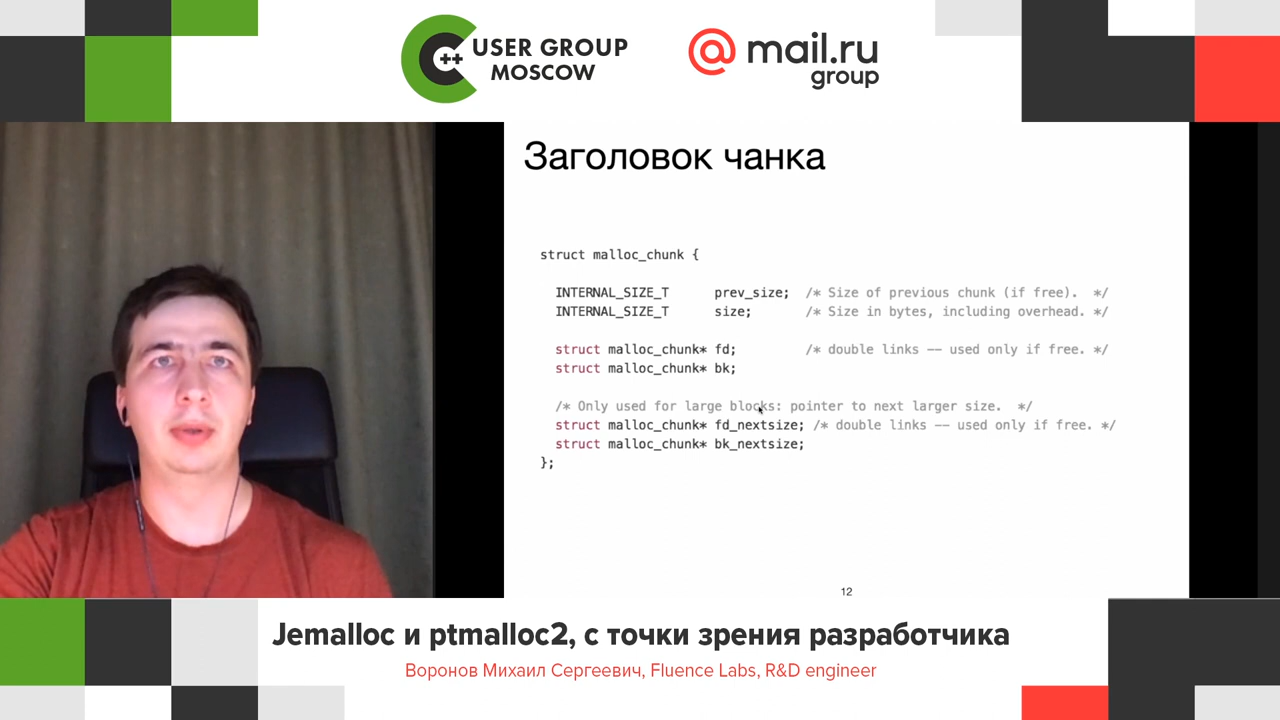 C++ USER GROUP
MOSCOW
@mail.ru
group
Заголовок чанка
struct malloc_chunk {
INTERNAL_SIZE_T prev_size; /* Size of previous chunk (if free). */
INTERNAL_SIZE_T size; /* Size in bytes, including overhead. */
struct malloc_chunk* fd; /* double links -- used only if free. */
struct malloc_chunk* bk;
/* Only used for large blocks: pointer to next larger size. */
struct malloc_chunk* fd_nextsize; /* double links -- used only if free. */
struct malloc_chunk* bk_nextsize;
};
12
Jemalloc и ptmalloc2, с точки зрения разработчика
Воронов Михаил Сергеевич, Fluence Labs, R&D engineer